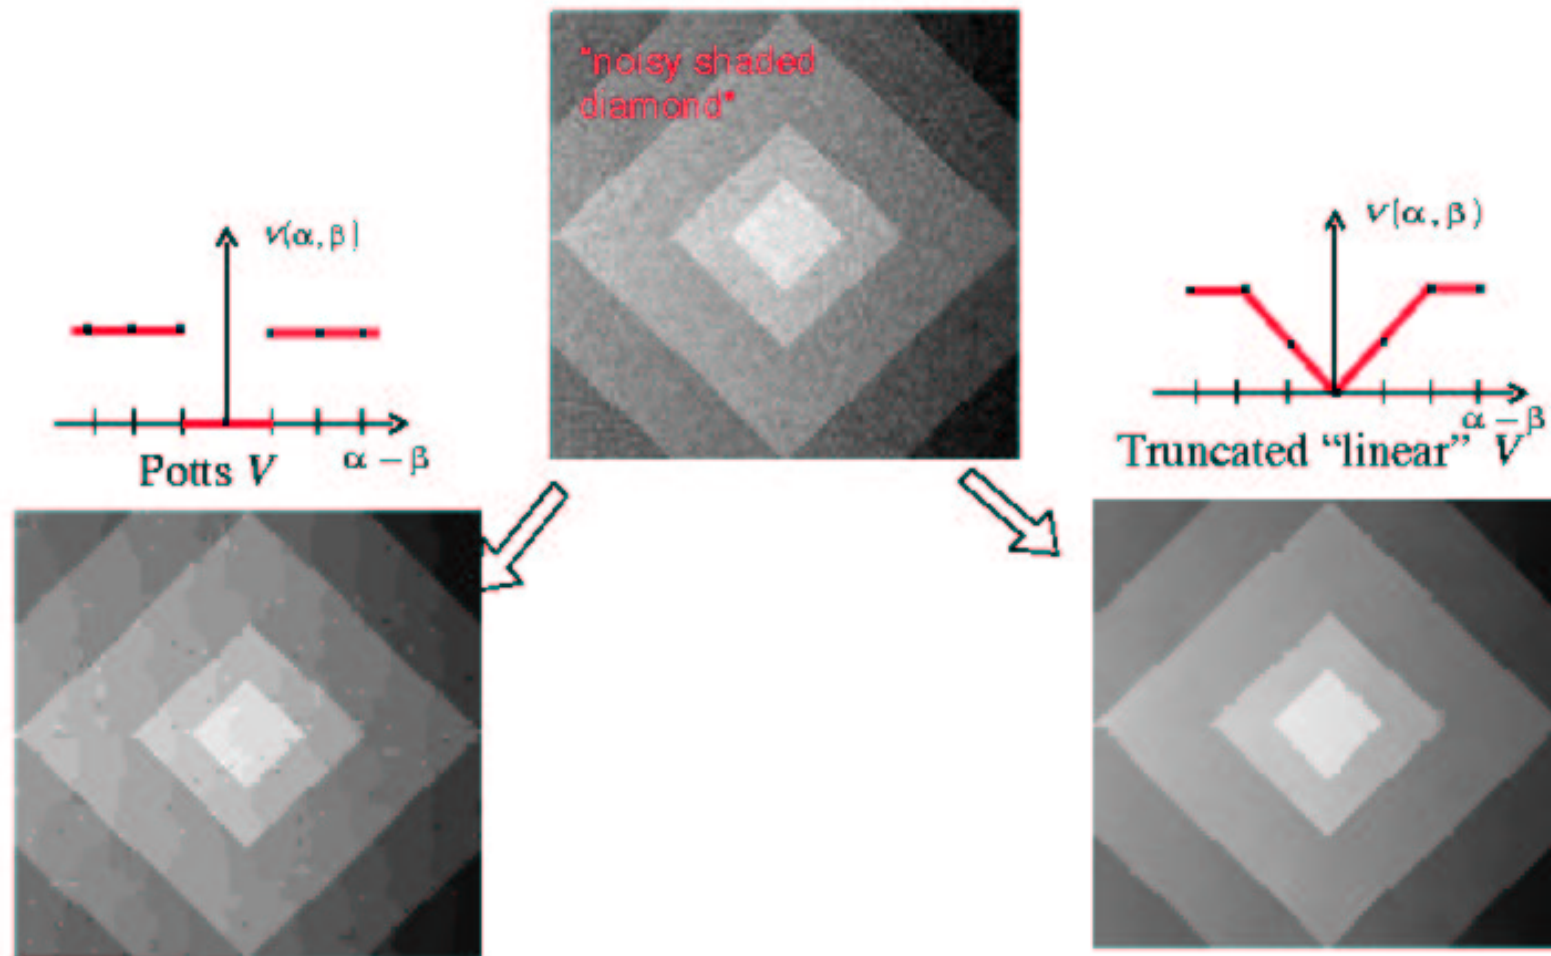 "noisy shaded
diamond"
V(α, β)
α – β
Potts V
V(α, β)
α – β
Truncated “linear” V